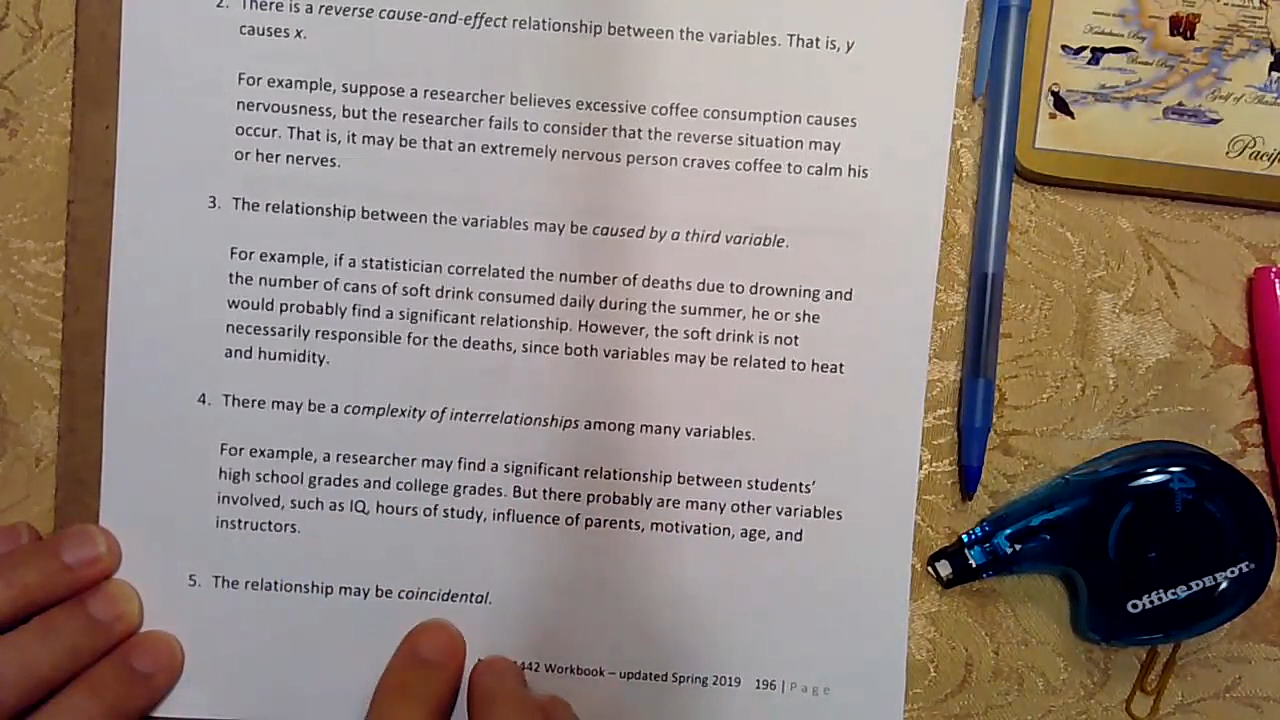 2. There is a reverse cause-and-effect relationship between the variables. That is, y
causes x.
For example, suppose a researcher believes excessive coffee consumption causes
nervousness, but the researcher fails to consider that the reverse situation may
occur. That is, it may be that an extremely nervous person craves coffee to calm his
or her nerves.
3. The relationship between the variables may be caused by a third variable.
For example, if a statistician correlated the number of deaths due to drowning and
the number of cans of soft drink consumed daily during the summer, he or she
would probably find a significant relationship. However, the soft drink is not
necessarily responsible for the deaths, since both variables may be related to heat
and humidity.
4. There may be a complexity of interrelationships among many variables.
For example, a researcher may find a significant relationship between students'
high school grades and college grades. But there probably are many other variables
involved, such as IQ, hours of study, influence of parents, motivation, age, and
instructors.
5. The relationship may be coincidental.
442 Workbook – updated Spring 2019 196 | Page
Bristol Bay
Gulf of Alas
Pacif
Office DEPOT